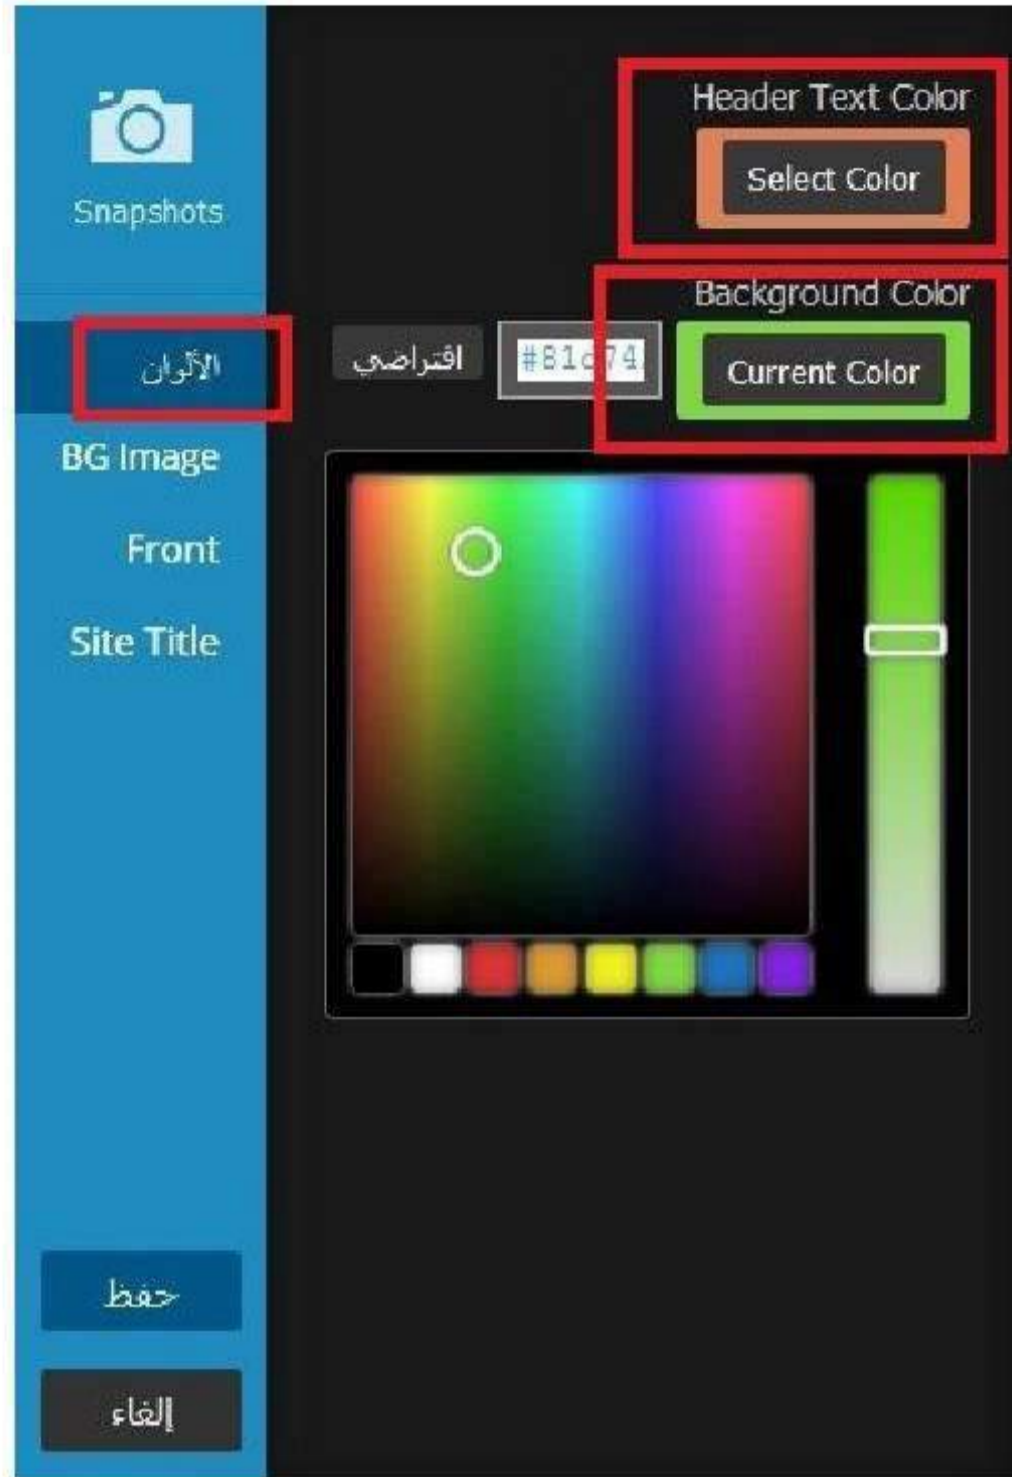 Snapshots
الألوان
BG Image
Front
Site Title
حفظ
إلغاء
Header Text Color
Select Color
Background Color
Current Color
افتراضي